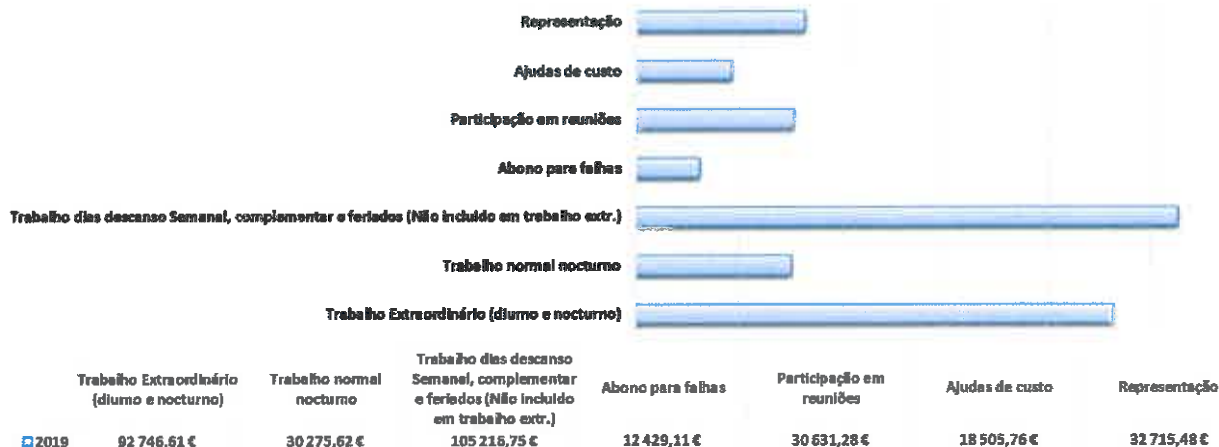 Representação
Ajudas de custo
Participação em reuniões
Abono para falhas
Trabalho dias descanso Semanal, complementar e feriados (Não incluido em trabalho extr.)
Trabalho normal nocturno
Trabalho Extraordinário (diurno e nocturno)
Trabalho Extraordinário (diurno e nocturno)
Trabalho normal nocturno
Trabalho dias descanso Semanal, complementar e feriados (Não incluido em trabalho extr.)
Abono para falhas
Participação em reuniões
Ajudas de custo
Representação
2019 92 746,61 € 30 275,62 € 105 216,75 € 12 429,11 € 30 631,28 € 18 505,76 € 32 715,48 €